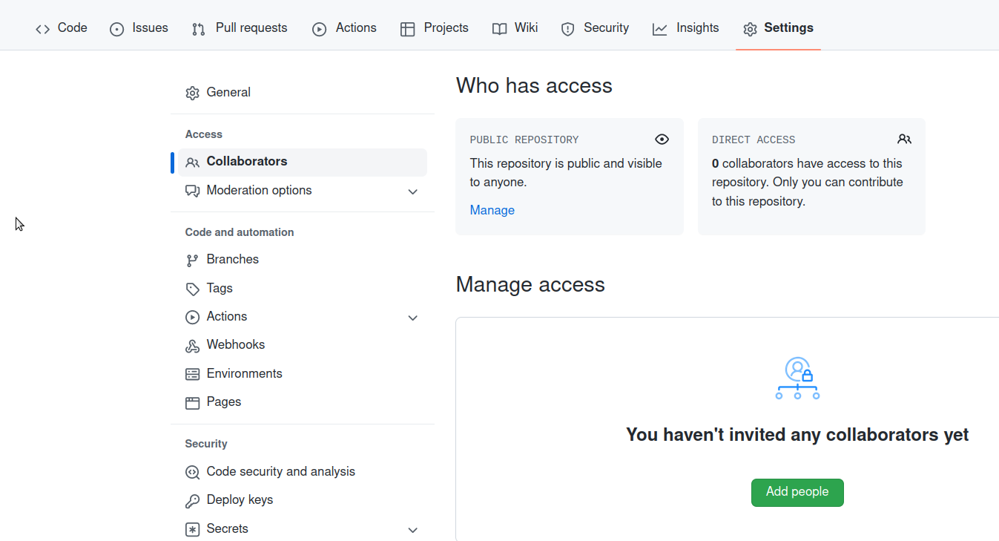 Code Issues Pull requests Actions Projects Wiki Security Insights Settings
General
Access
Collaborators
Moderation options
Code and automation
Branches
Tags
Actions
Webhooks
Environments
Pages
Security
Code security and analysis
Deploy keys
Secrets
Who has access
PUBLIC REPOSITORY
This repository is public and visible
to anyone.
Manage
DIRECT ACCESS
0 collaborators have access to this
repository. Only you can contribute
to this repository.
Manage access
You haven't invited any collaborators yet
Add people